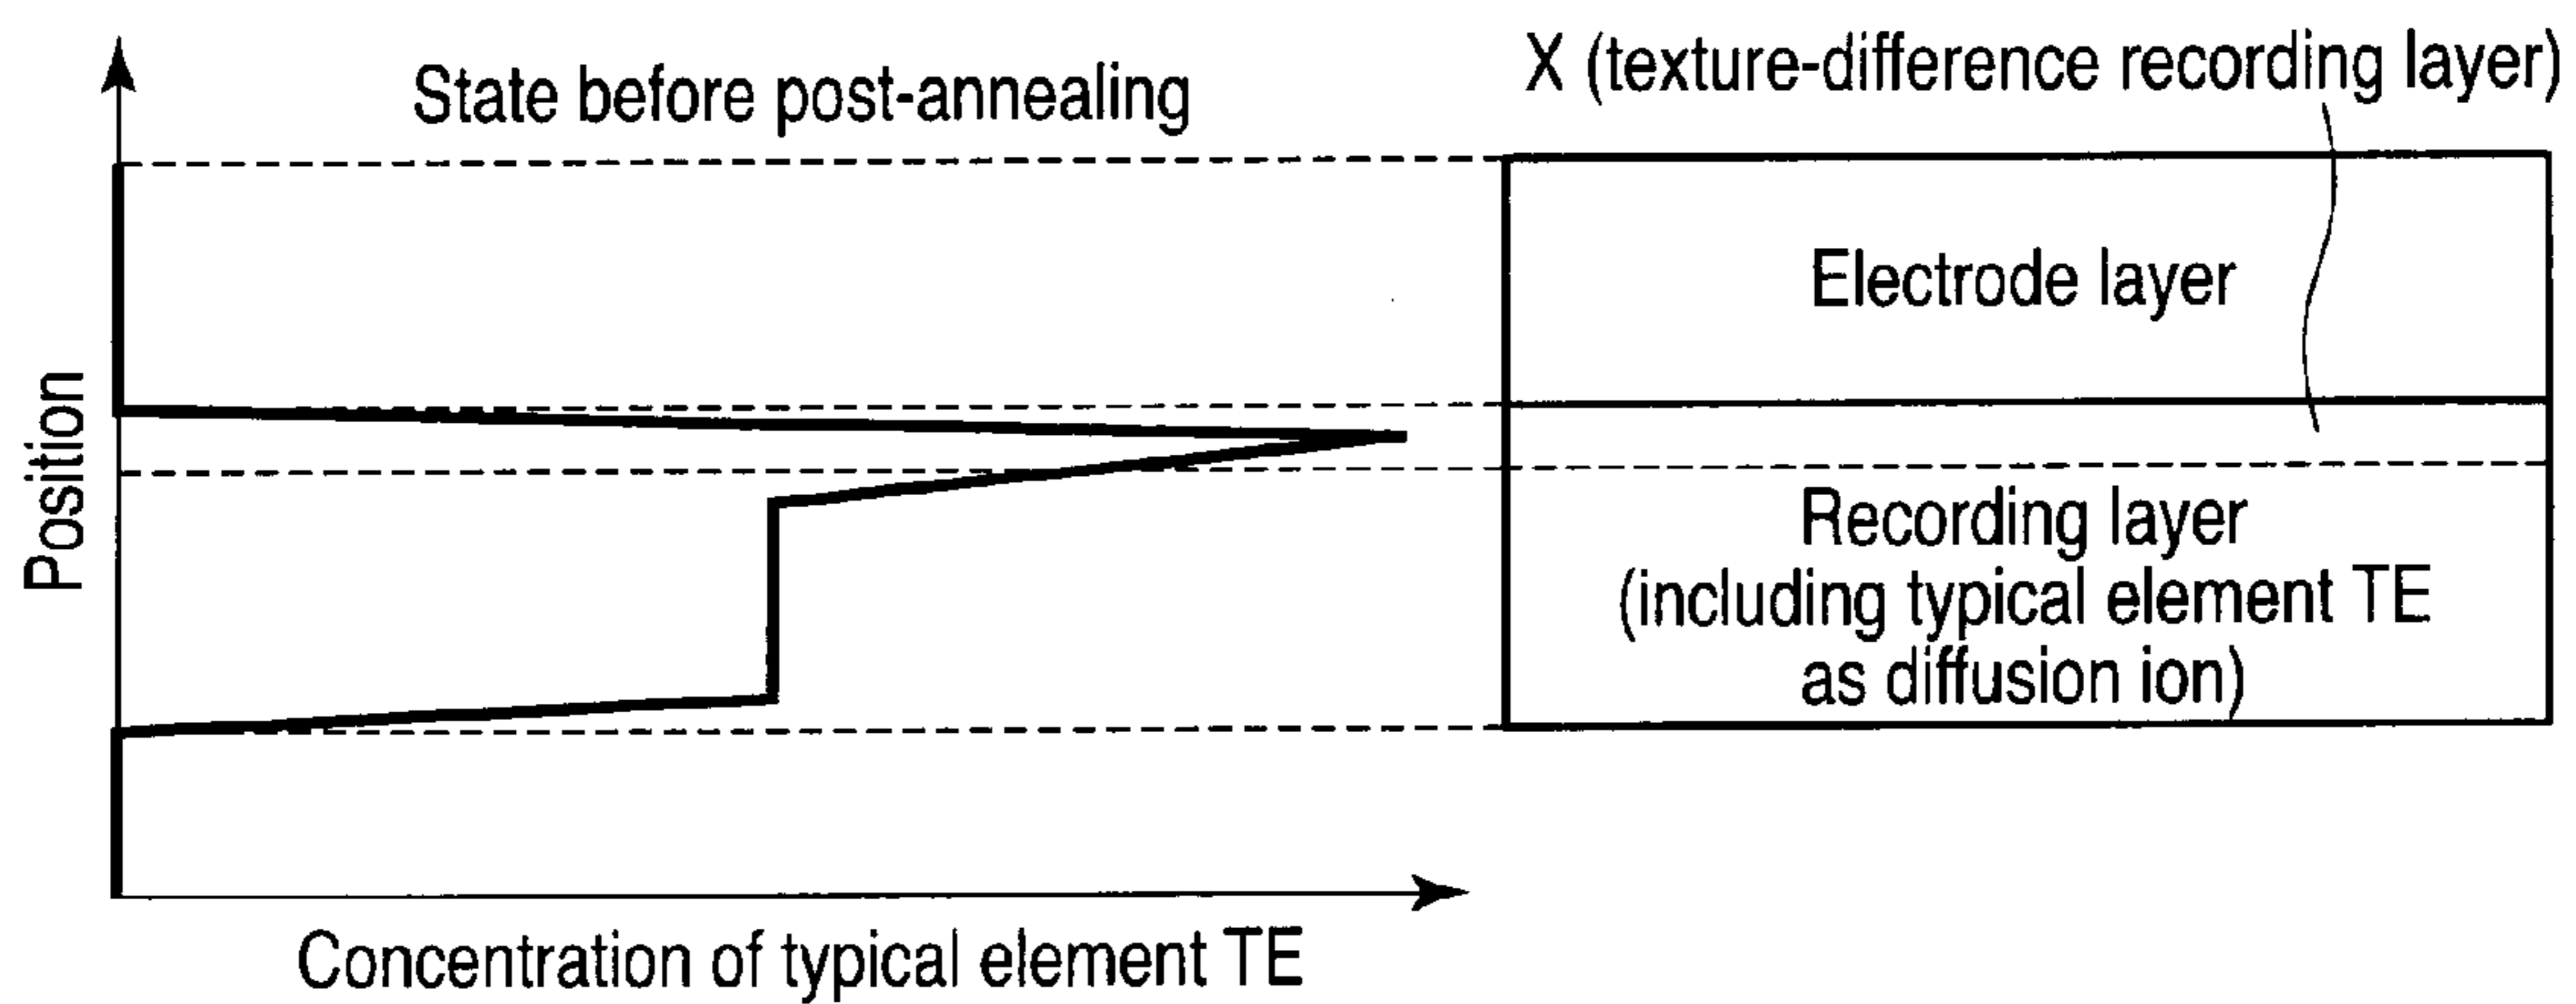 State before post-annealing
X (texture-difference recording layer)
Electrode layer
Position
Recording layer
(including typical element TE
as diffusion ion)
Concentration of typical element TE